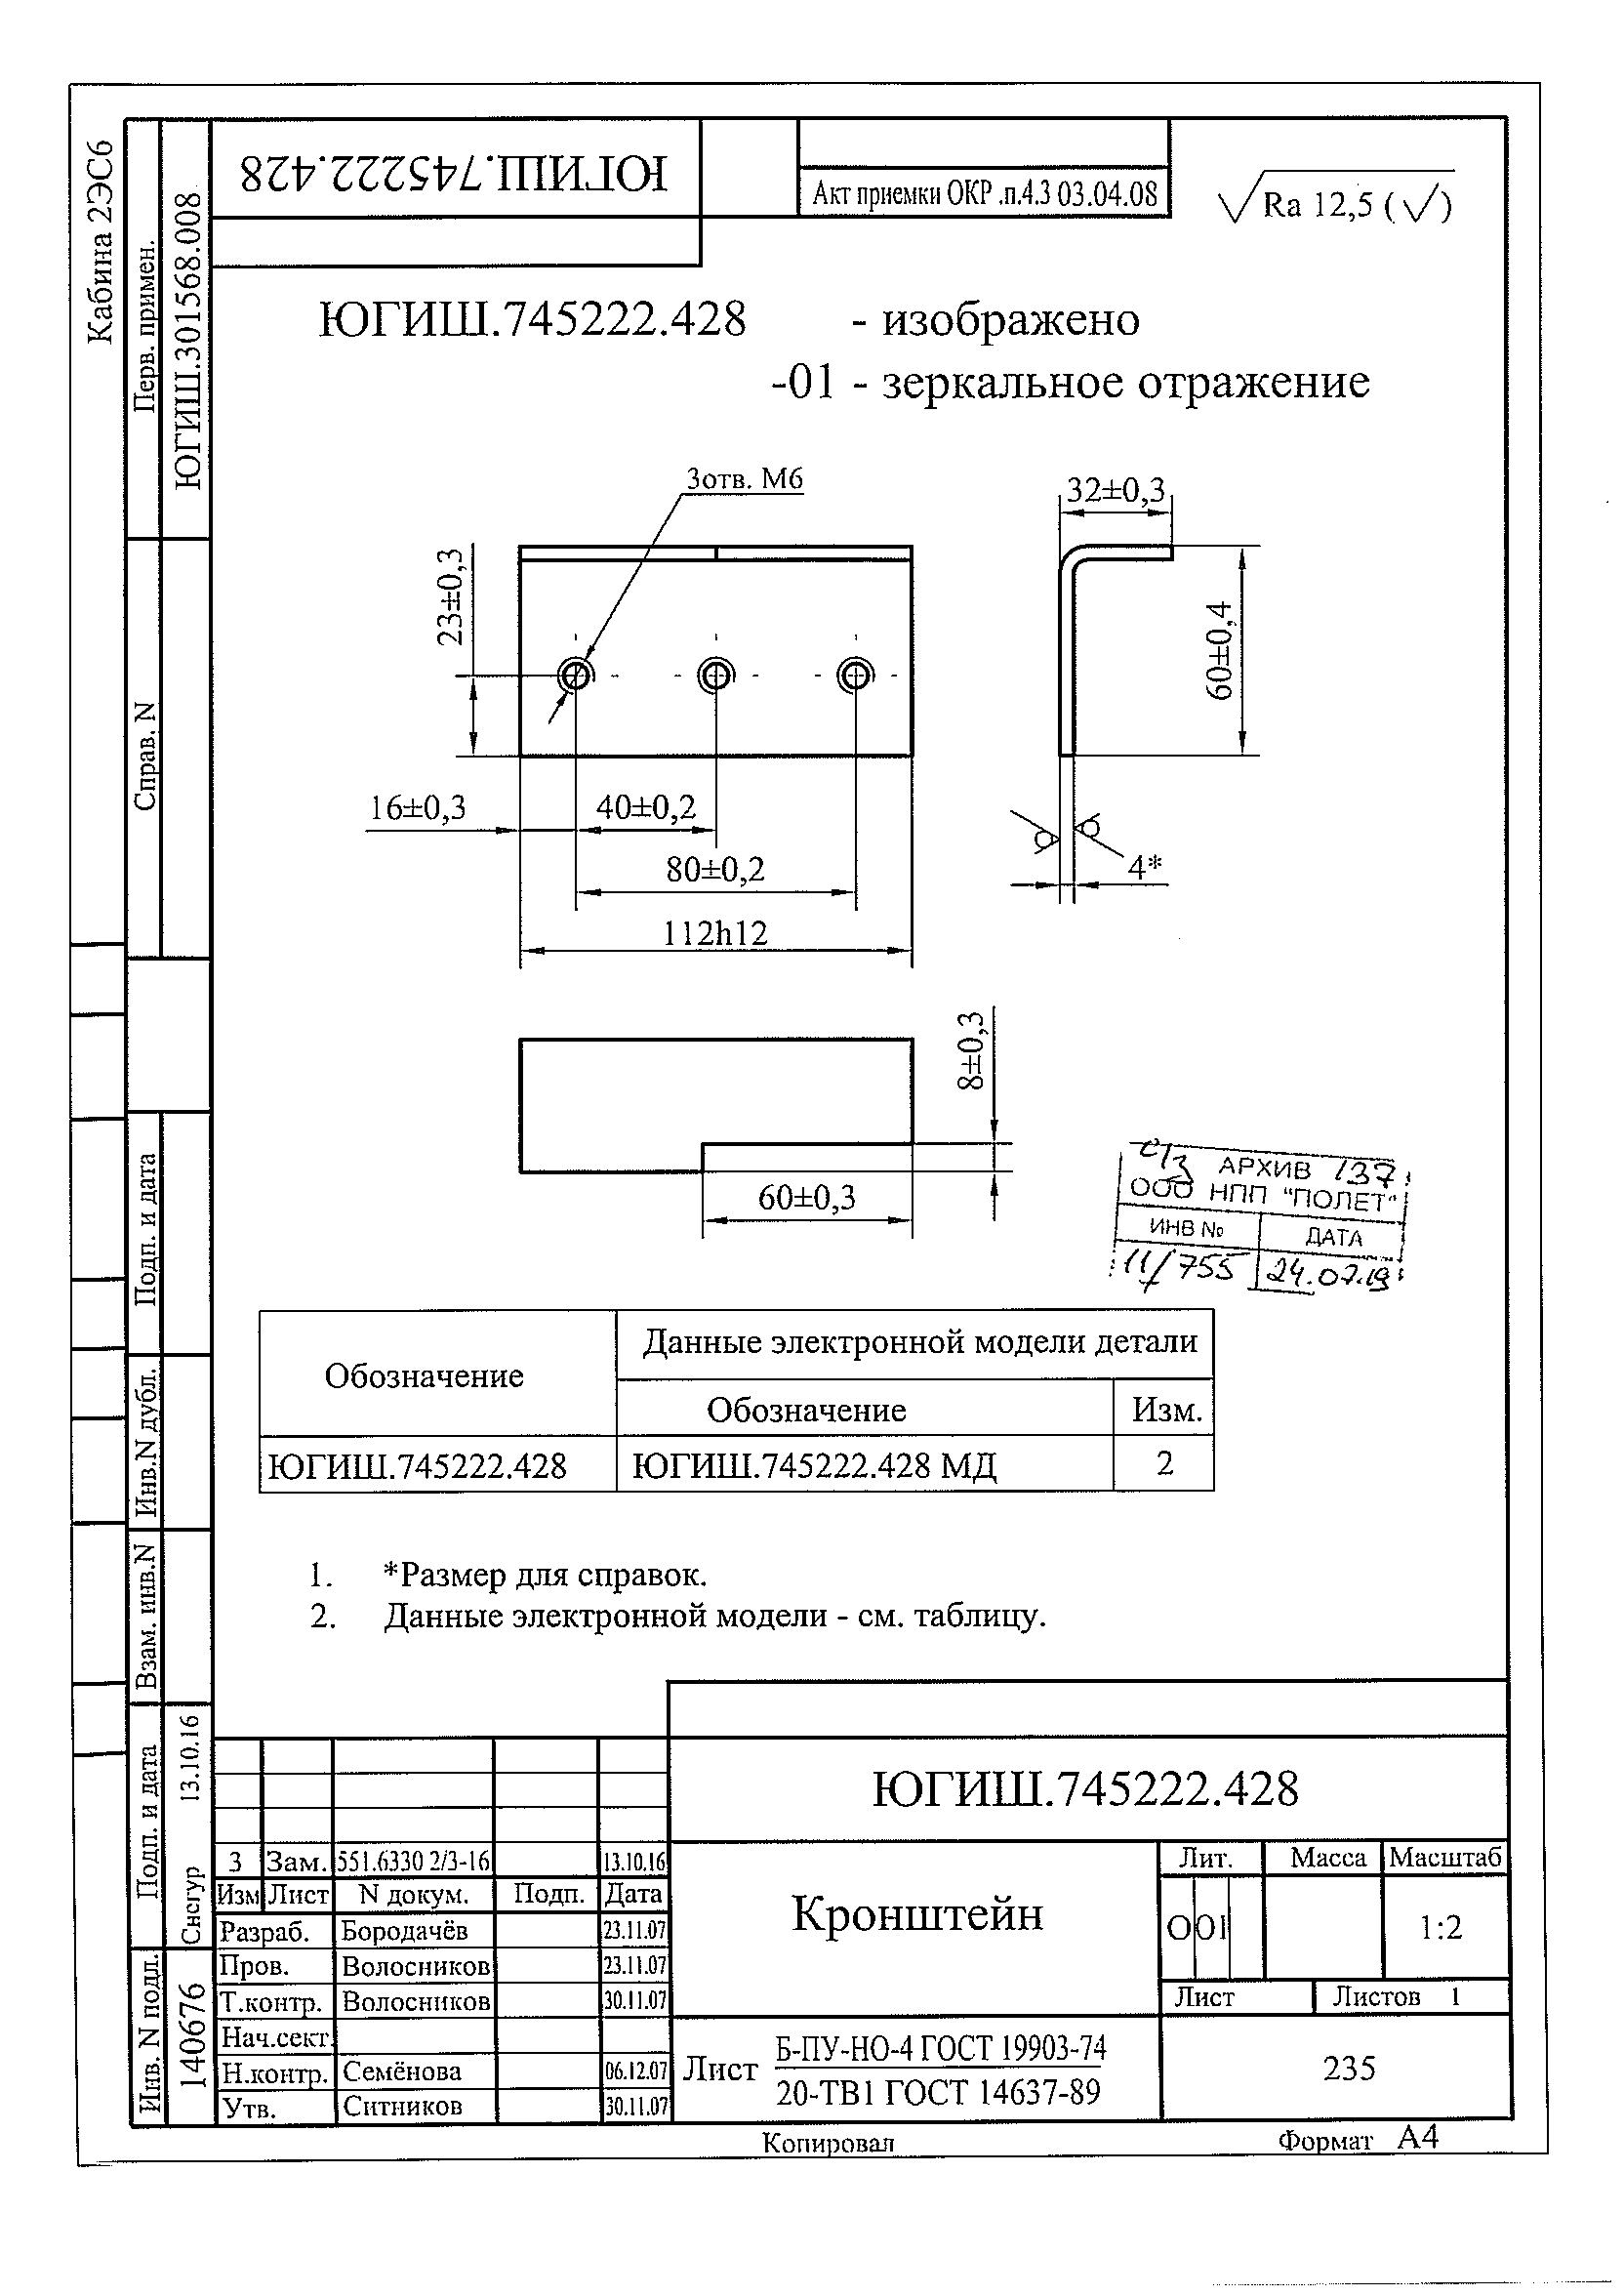 ЮГИШ.745222.428
Акт приемки ОКР .п.4.3 03.04.08
Ra 12,5 ( )
Кабина 2ЭС6
Перв. примен.
ЮГИШ.301568.008
Справ. N
ЮГИШ.745222.428 - изображено
-01 - зеркальное отражение
3отв. М6
32±0,3
23±0,3
60±0,4
16±0,3
40±0,2
80±0,2
112h12
4*
8±0,3
60±0,3
АРХИВ 137
ООО НПП "ПОЛЕТ"
ИНВ № ДАТА
11/755 24.07.19
Обозначение
Данные электронной модели детали
Обозначение Изм.
ЮГИШ.745222.428 ЮГИШ.745222.428 МД 2
1. *Размер для справок.
2. Данные электронной модели - см. таблицу.
Подп. и дата
Инв.N дубл.
Взам. инв.N
Подп. и дата
Снегур 13.10.16
Инв. N подл.
140676
ЮГИШ.745222.428
3 Зам. 551.6330 2/3-16 13.10.16
Изм Лист N докум. Подп. Дата
Разраб. Бородачёв 23.11.07
Пров. Волосников 23.11.07
Т.контр. Волосников 30.11.07
Нач.сект.
Н.контр. Семёнова 06.12.07
Утв. Ситников 30.11.07
Кронштейн
Лит. Масса Масштаб
О О1 1:2
Лист Листов 1
Лист Б-ПУ-НО-4 ГОСТ 19903-74
20-ТВ1 ГОСТ 14637-89
235
Копировал
Формат А4